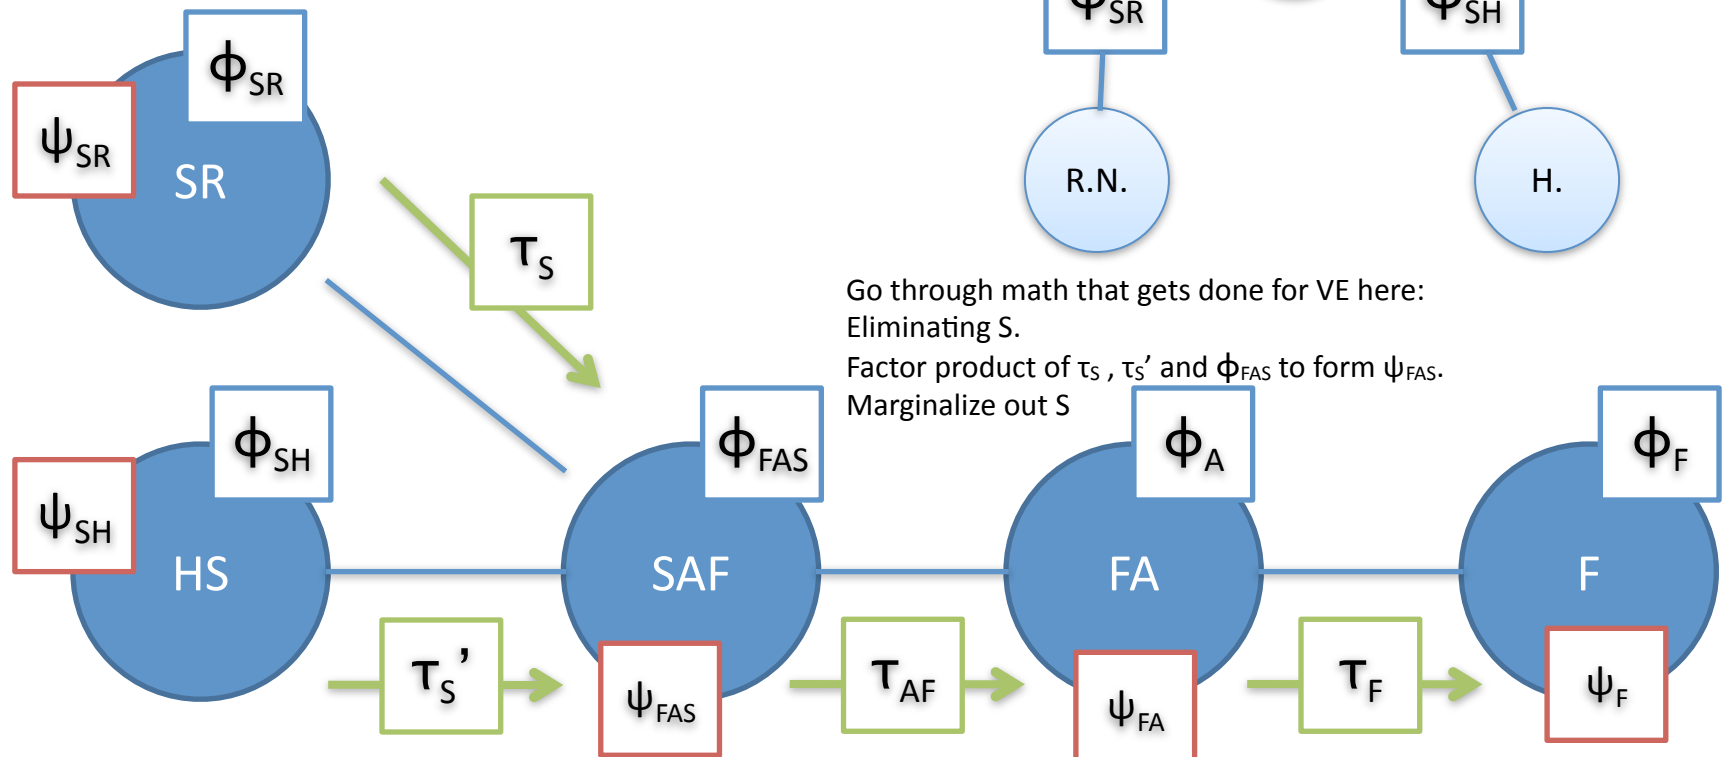 ϕSR
ϕSH
ϕSR
ψSR
SR
R.N.
H.
τS
Go through math that gets done for VE here:
Eliminating S.
Factor product of τS , τS’ and ϕFAS to form ψFAS.
Marginalize out S
ϕSH
ϕFAS
ϕA
ϕF
ψSH
HS
SAF
FA
F
τS’
ψFAS
τAF
ψFA
τF
ψF